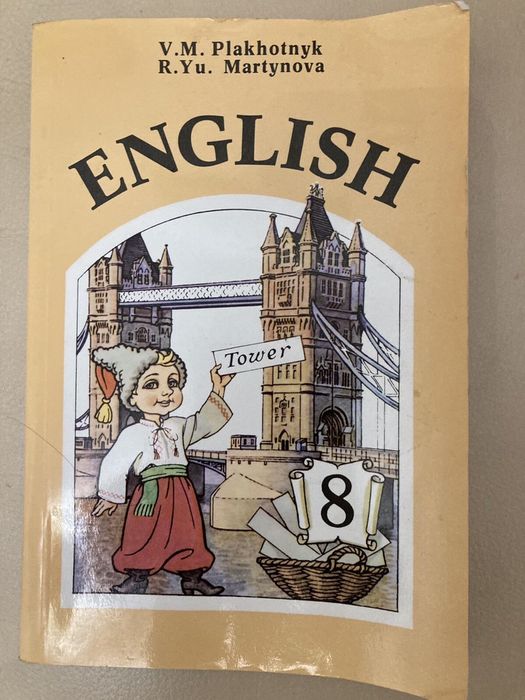 V.M. Plakhotnyk
R.Yu. Martynova
ENGLISH
Tower
8